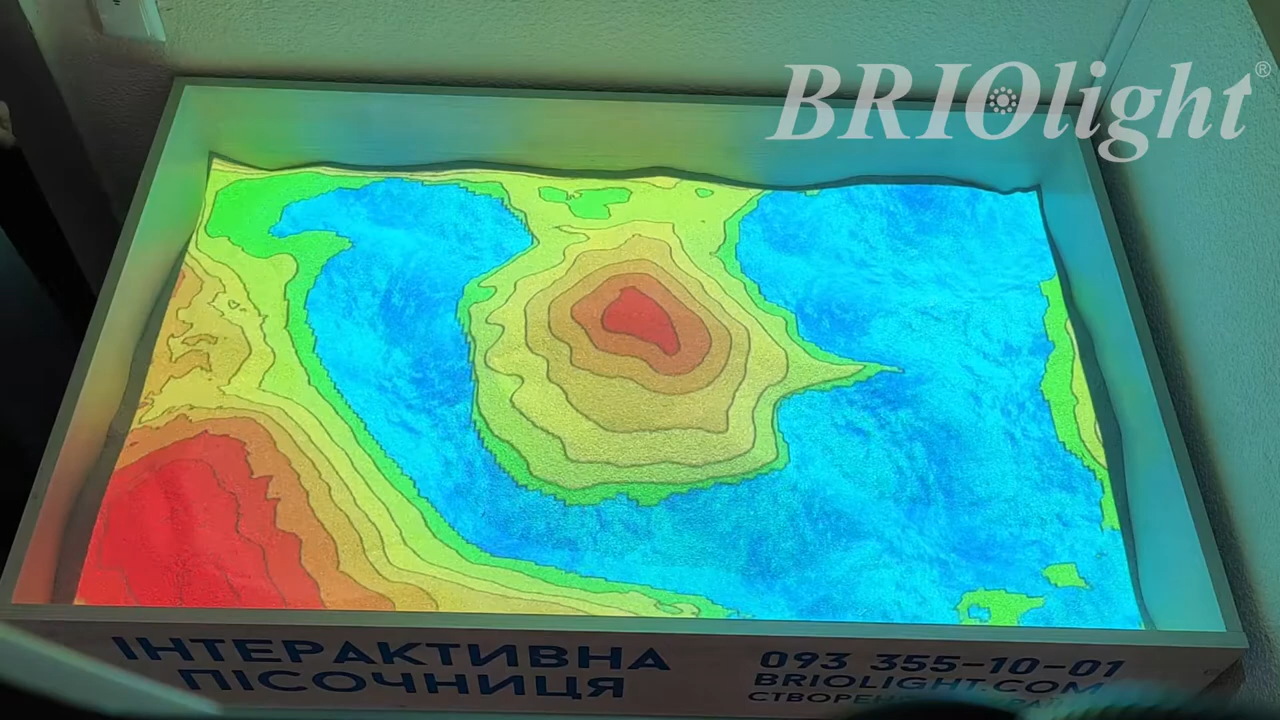 BRIOlight®
ІНТЕРАКТИВНА
ПІСОЧНИЦЯ
093 355-10-01
BRIOLIGHT.COM